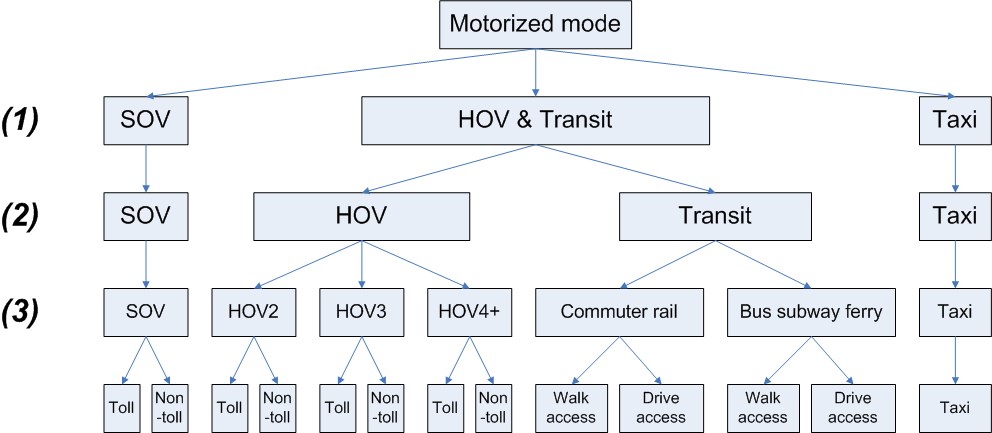 Motorized mode
(1)
SOV
HOV & Transit
Taxi
(2)
SOV
HOV
Transit
Taxi
(3)
SOV
HOV2
HOV3
HOV4+
Commuter rail
Bus subway ferry
Taxi
Toll
Non
-toll
Toll
Non
-toll
Toll
Non
-toll
Toll
Non
-toll
Walk
access
Drive
access
Walk
access
Drive
access
Taxi